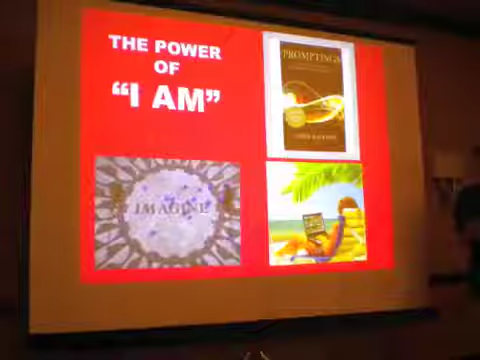 THE POWER
OF
“I AM”
PROMPTINGS
IMAGINE